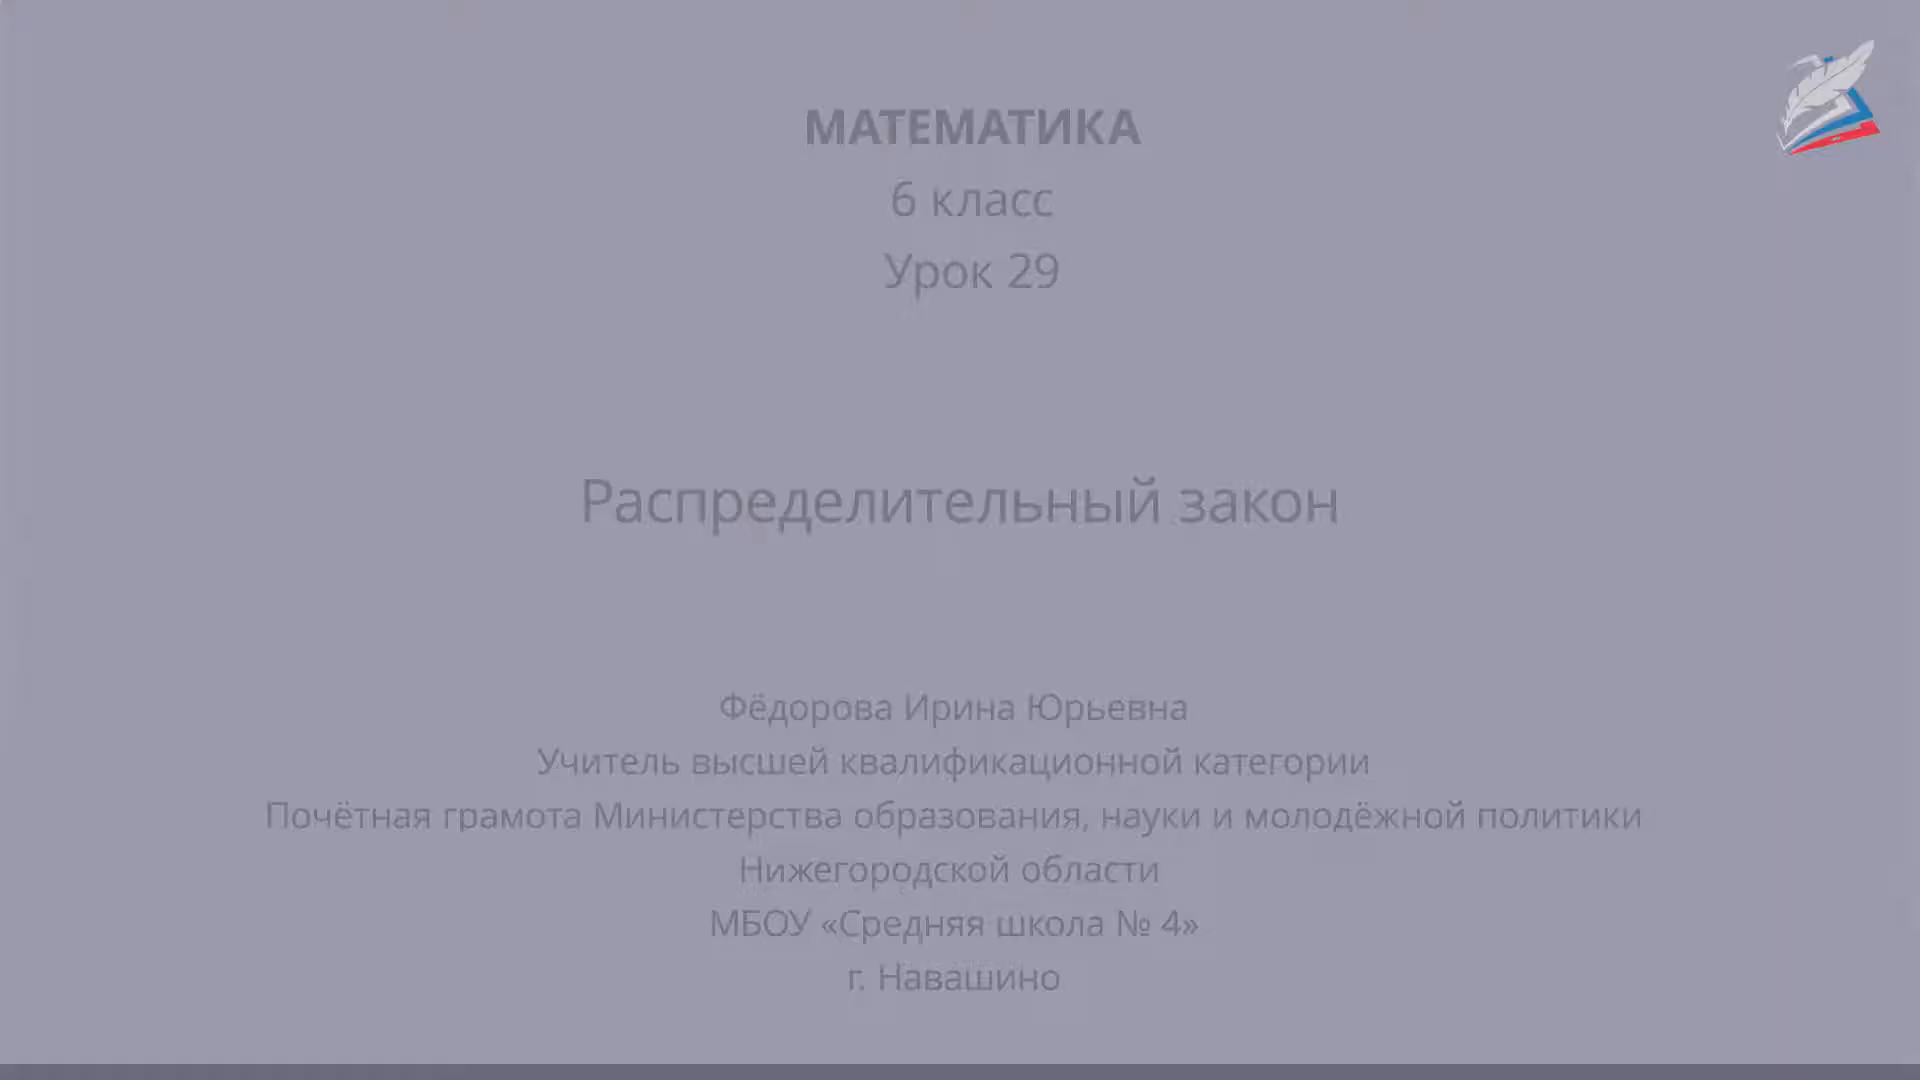 МАТЕМАТИКА
6 класс
Урок 29
Распределительный закон
Фёдорова Ирина Юрьевна
Учитель высшей квалификационной категории
Почётная грамота Министерства образования, науки и молодёжной политики
Нижегородской области
МБОУ «Средняя школа № 4»
г. Навашино